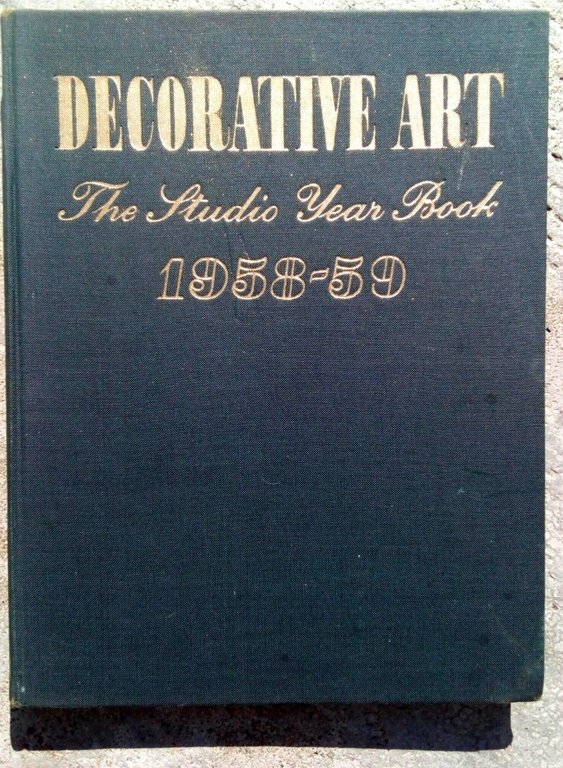 DECORATIVE ART
The Studio Year Book
1958-59